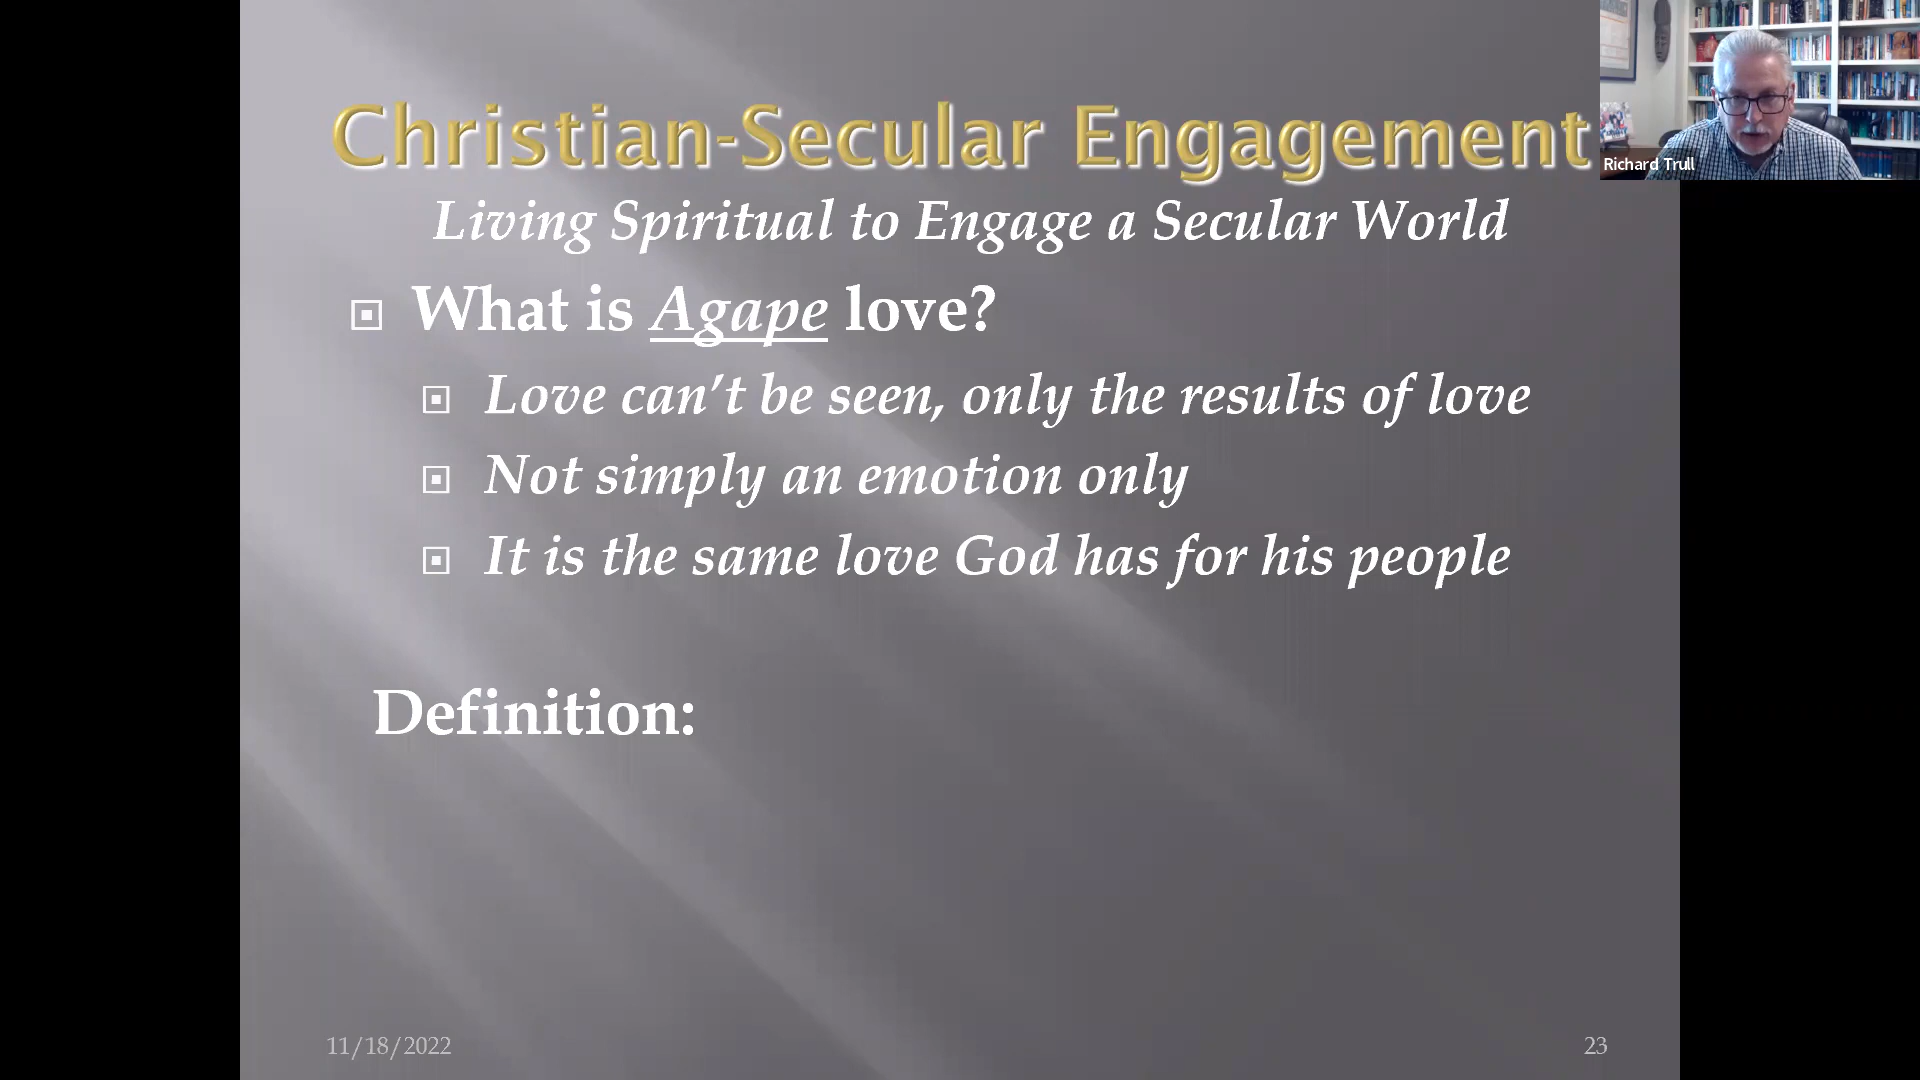 Christian-Secular Engagement
Richard Trull
Living Spiritual to Engage a Secular World
What is Agape love?
Love can’t be seen, only the results of love
Not simply an emotion only
It is the same love God has for his people
Definition:
11/18/2022
23